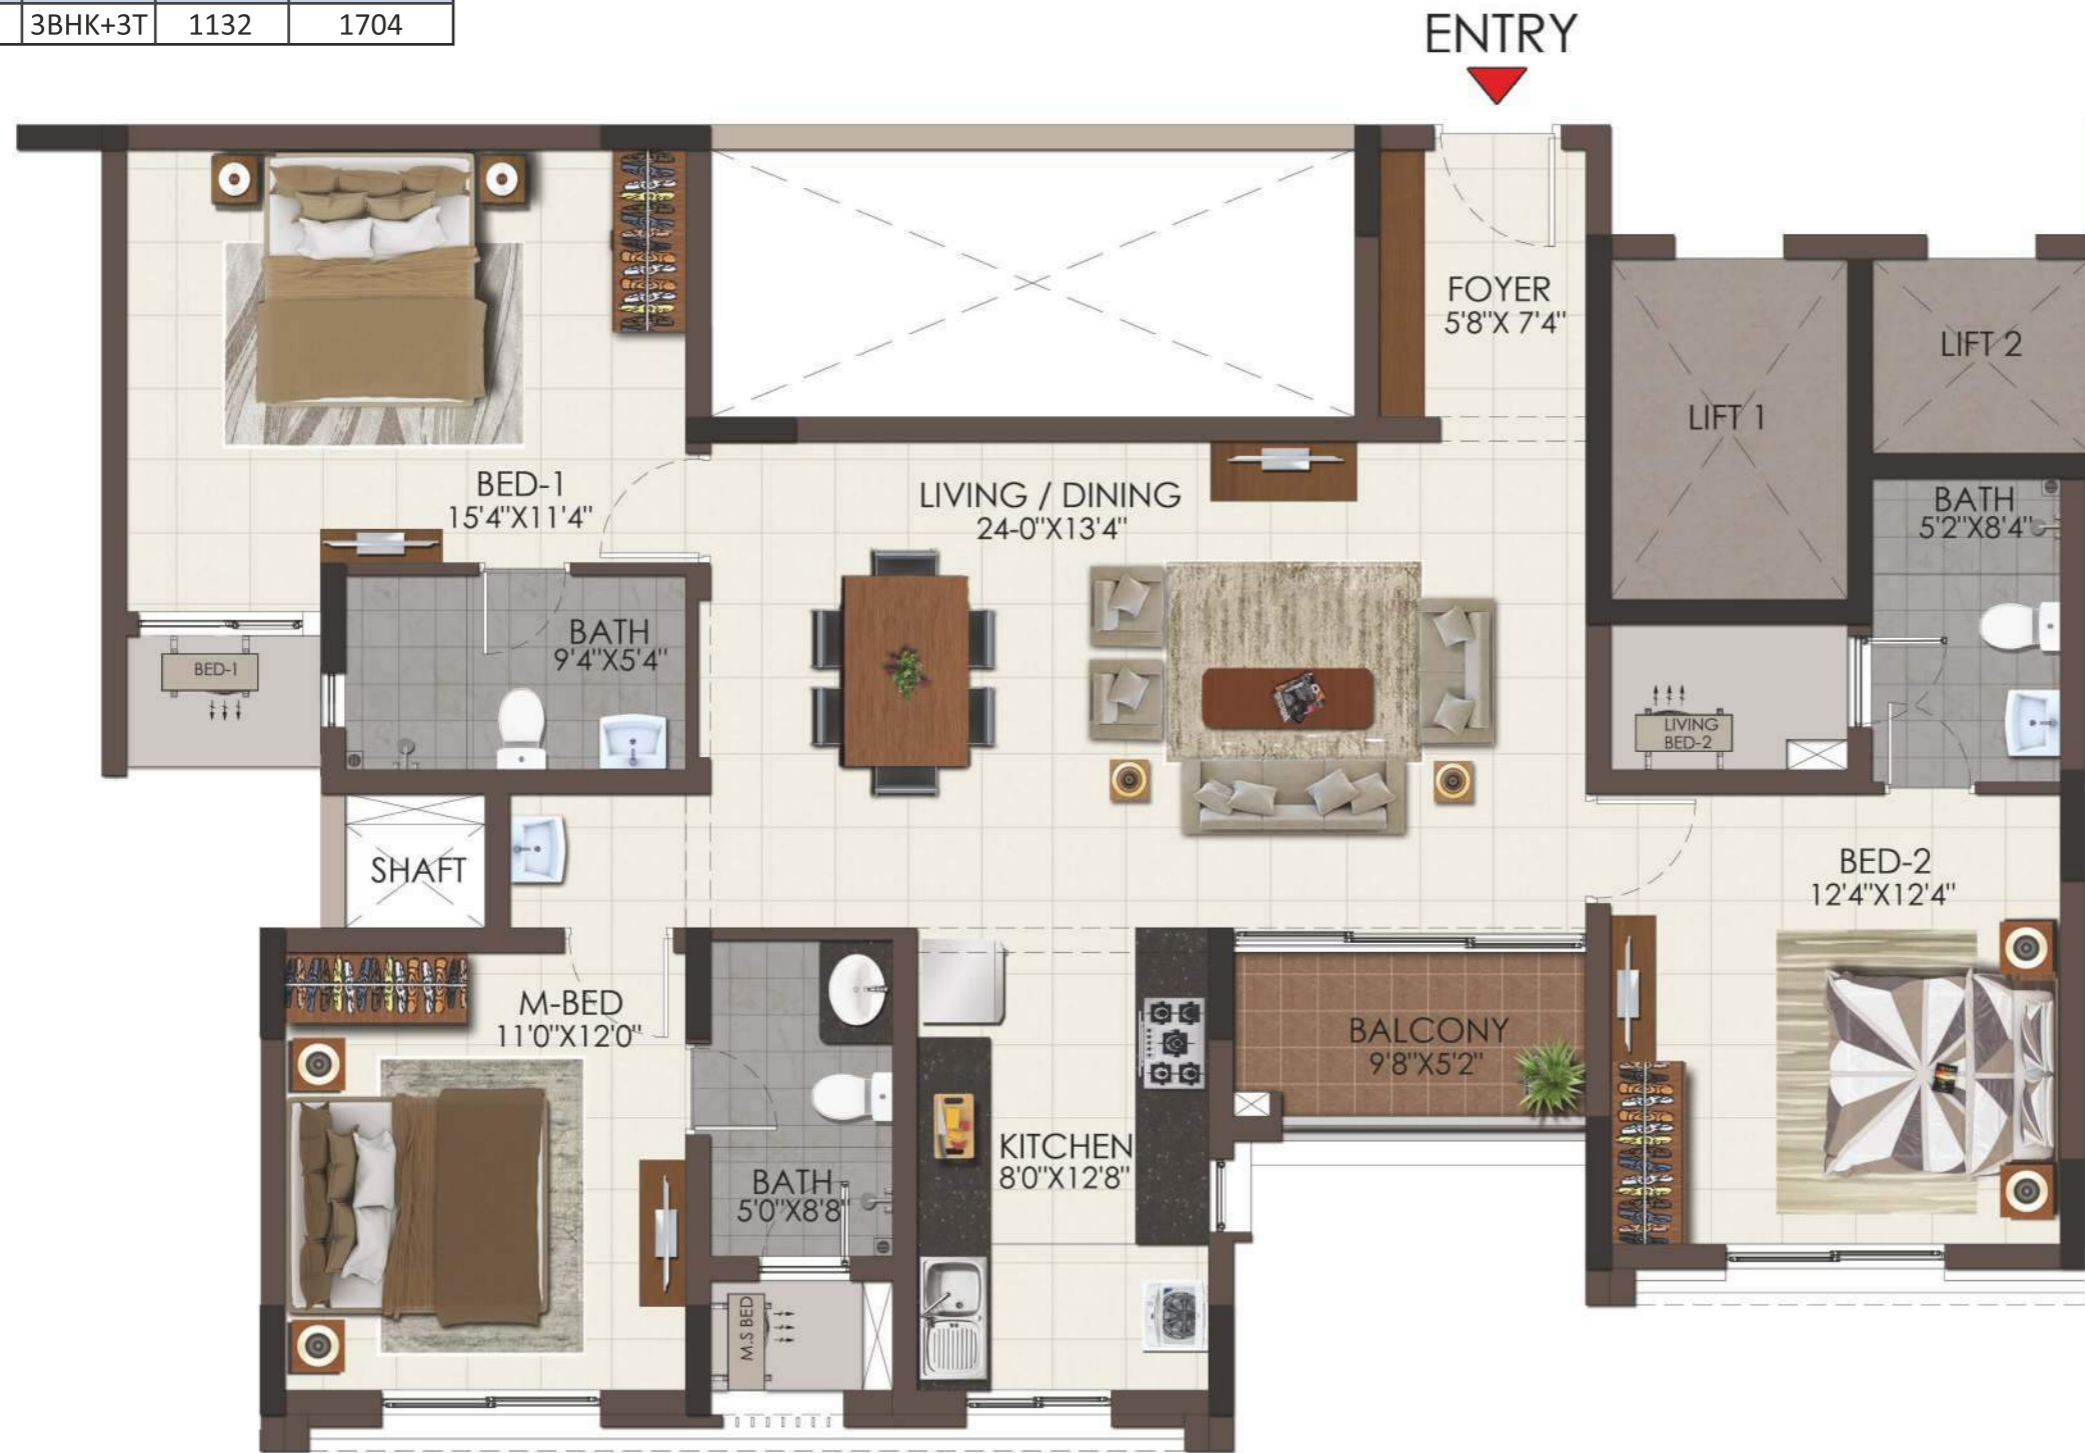 3BHK+3T 1132 1704
ENTRY
FOYER
5'8"X 7'4"
LIFT 1
LIFT 2
BED-1
15'4"X11'4"
LIVING / DINING
24-0"X13'4"
BATH
5'2"X8'4"
BATH
9'4"X5'4"
BED-1
LIVING
BED-2
SHAFT
BED-2
12'4"X12'4"
M-BED
11'0"X12'0"
BALCONY
9'8"X5'2"
KITCHEN
8'0"X12'8"
BATH
5'0"X8'8"
M.S BED